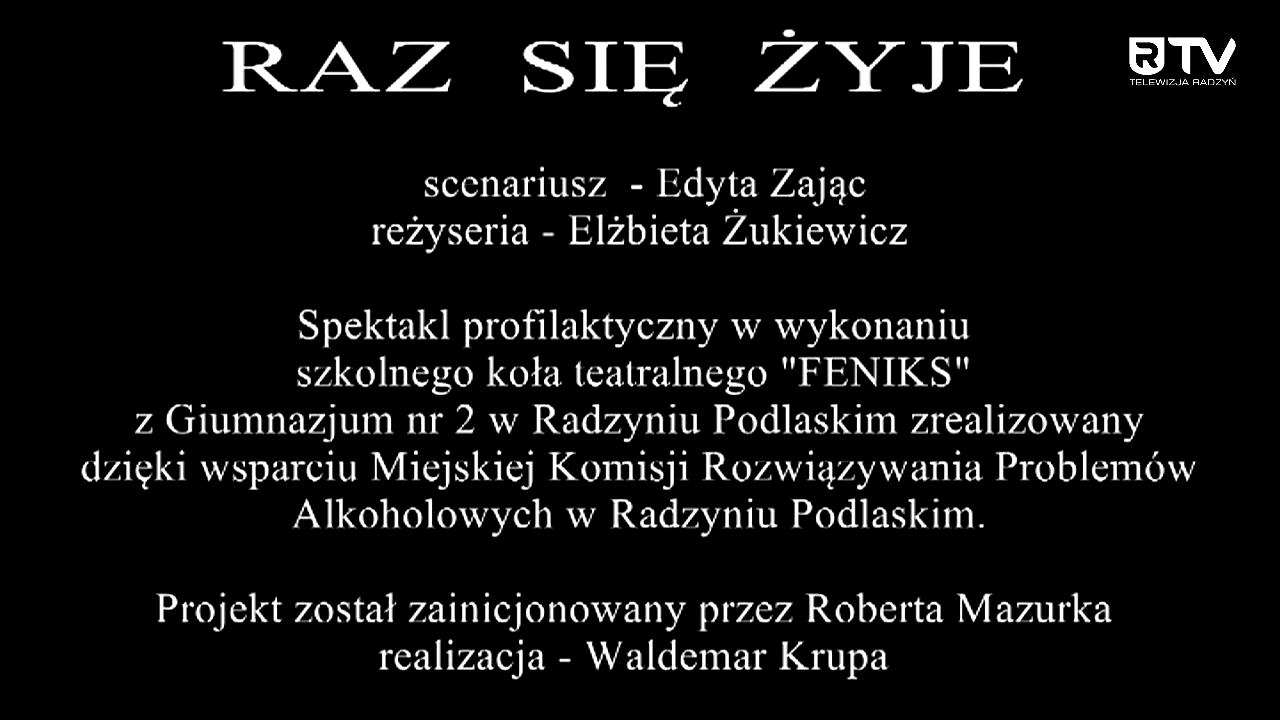 RAZ SIĘ ŻYJE
RTV
TELEWIZJA RADZYŃ
scenariusz - Edyta Zając
reżyseria - Elżbieta Żukiewicz
Spektakl profilaktyczny w wykonaniu
szkolnego koła teatralnego "FENIKS"
z Giumnazjum nr 2 w Radzyniu Podlaskim zrealizowany
dzięki wsparciu Miejskiej Komisji Rozwiązywania Problemów
Alkoholowych w Radzyniu Podlaskim.
Projekt został zainicjonowany przez Roberta Mazurka
realizacja - Waldemar Krupa